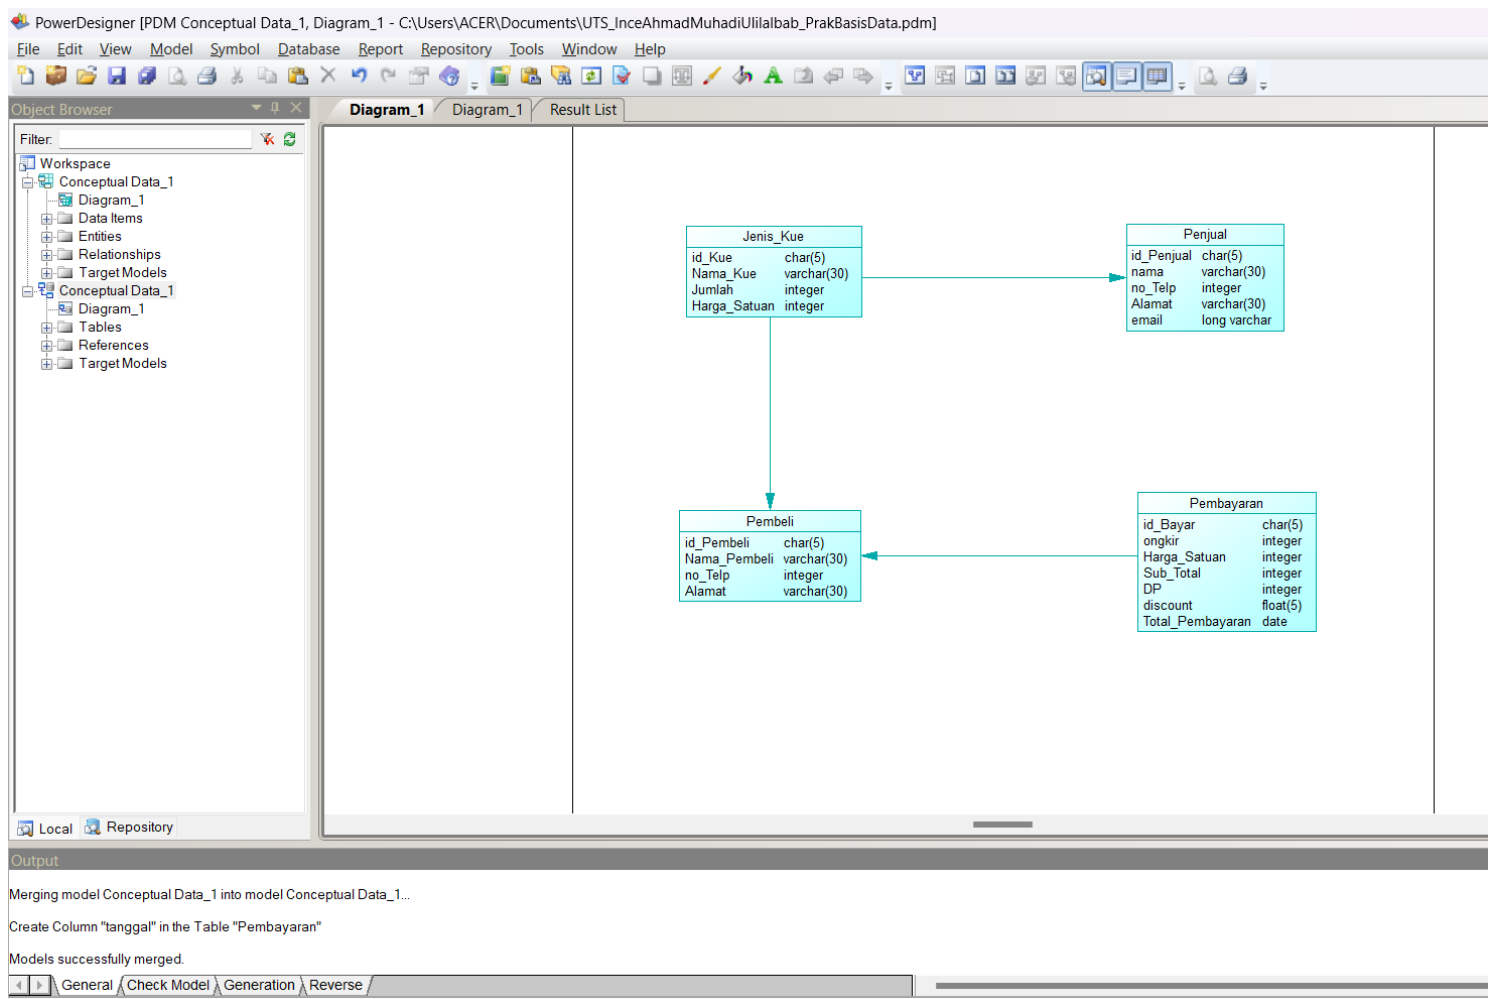 PowerDesigner [PDM Conceptual Data_1, Diagram_1 - C:\Users\ACER\Documents\UTS_InceAhmadMuhadiUlilalbab_PrakBasisData.pdm]
File Edit View Model Symbol Database Report Repository Tools Window Help
Object Browser
Diagram_1 Diagram_1 Result List
Filter:
Workspace
Conceptual Data_1
Diagram_1
Data Items
Entities
Relationships
Target Models
Conceptual Data_1
Diagram_1
Tables
References
Target Models
Local Repository
Jenis_Kue
id_Kue char(5)
Nama_Kue varchar(30)
Jumlah integer
Harga_Satuan integer
Penjual
id_Penjual char(5)
nama varchar(30)
no_Telp integer
Alamat varchar(30)
email long varchar
Pembeli
id_Pembeli char(5)
Nama_Pembeli varchar(30)
no_Telp integer
Alamat varchar(30)
Pembayaran
id_Bayar char(5)
ongkir integer
Harga_Satuan integer
Sub_Total integer
DP integer
discount float(5)
Total_Pembayaran date
Output
Merging model Conceptual Data_1 into model Conceptual Data_1...
Create Column "tanggal" in the Table "Pembayaran"
Models successfully merged.
General Check Model Generation Reverse